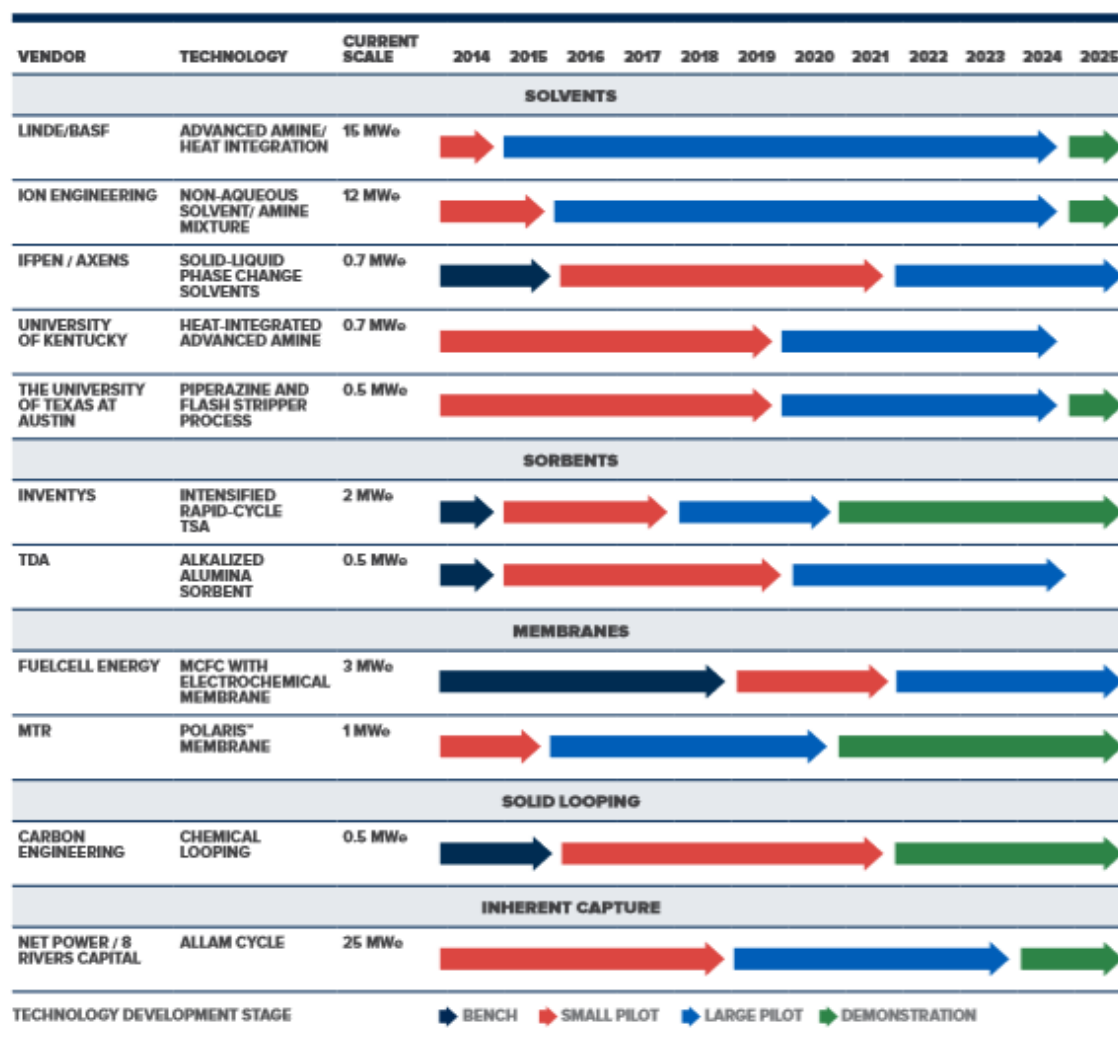 VENDOR TECHNOLOGY CURRENT SCALE 2014 2015 2016 2017 2018 2019 2020 2021 2022 2023 2024 2025
SOLVENTS
LINDE/BASF ADVANCED AMINE/ 15 MWe
HEAT INTEGRATION
ION ENGINEERING NON-AQUEOUS 12 MWe
SOLVENT/ AMINE
MIXTURE
IFPEN / AXENS SOLID-LIQUID 0.7 MWe
PHASE CHANGE
SOLVENTS
UNIVERSITY HEAT-INTEGRATED 0.7 MWe
OF KENTUCKY ADVANCED AMINE
THE UNIVERSITY PIPERAZINE AND 0.5 MWe
OF TEXAS AT FLASH STRIPPER
AUSTIN PROCESS
SORBENTS
INVENTYS INTENSIFIED 2 MWe
RAPID-CYCLE
TSA
TDA ALKALIZED 0.5 MWe
ALUMINA
SORBENT
MEMBRANES
FUELCELL ENERGY MCFC WITH 3 MWe
ELECTROCHEMICAL
MEMBRANE
MTR POLARIS™ 1 MWe
MEMBRANE
SOLID LOOPING
CARBON CHEMICAL 0.5 MWe
ENGINEERING LOOPING
INHERENT CAPTURE
NET POWER / 8 ALLAM CYCLE 25 MWe
RIVERS CAPITAL
TECHNOLOGY DEVELOPMENT STAGE BENCH SMALL PILOT LARGE PILOT DEMONSTRATION